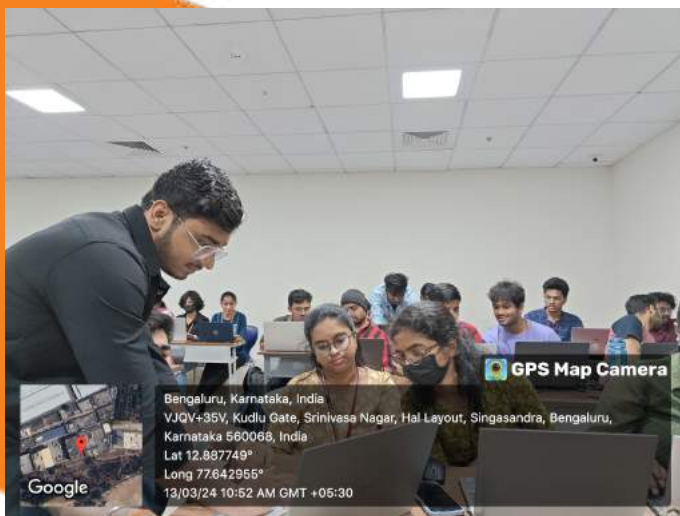 GPS Map Camera
Bengaluru, Karnataka, India
VJQV+35V, Kudlu Gate, Srinivasa Nagar, Hal Layout, Singasandra, Bengaluru,
Karnataka 560068, India
Lat 12.887749°
Long 77.642955°
13/03/24 10:52 AM GMT +05:30
Google